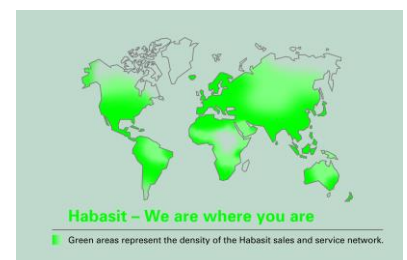 Habasit – We are where you are
Green areas represent the density of the Habasit sales and service network.